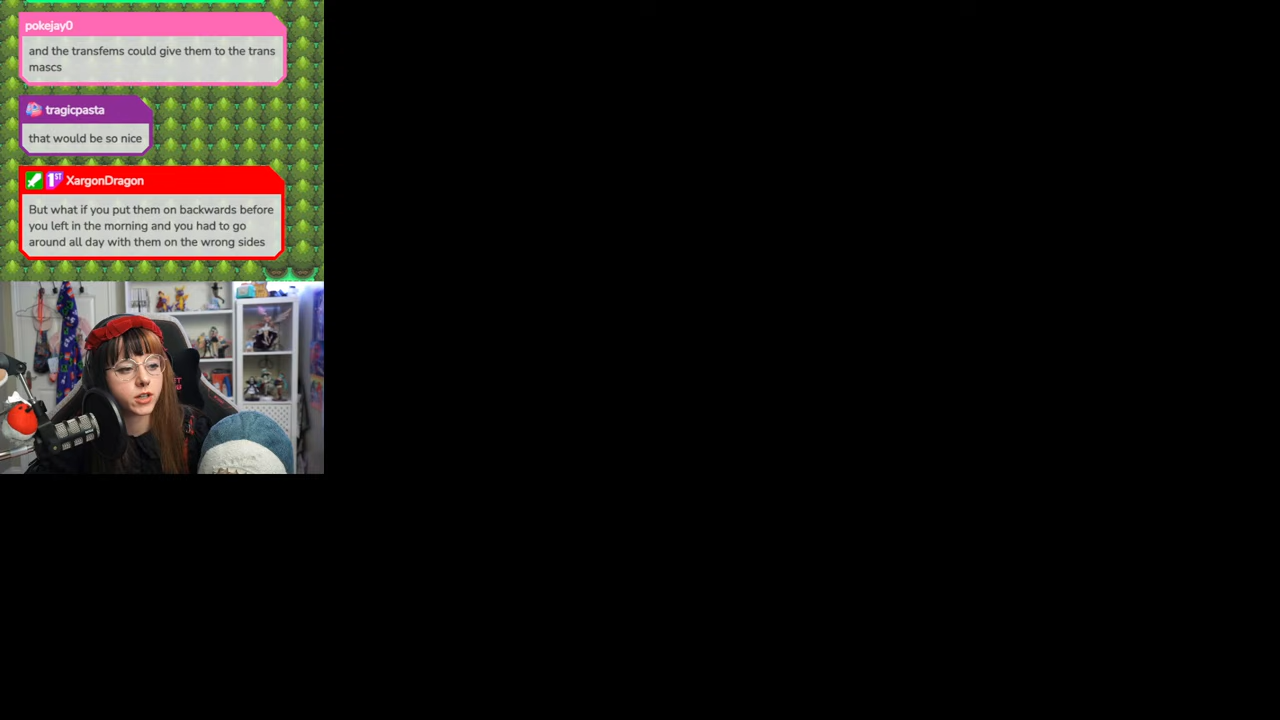 pokejay0
and the transfems could give them to the trans
mascs
tragicpasta
that would be so nice
1ST XargonDragon
But what if you put them on backwards before
you left in the morning and you had to go
around all day with them on the wrong sides